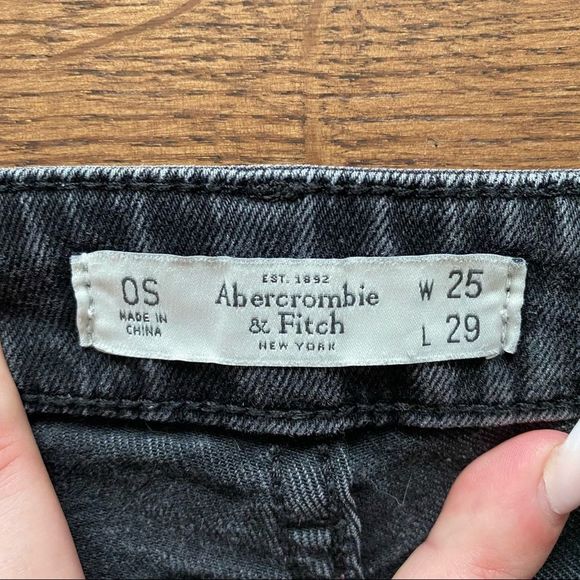 0S
MADE IN
CHINA
EST. 1892
Abercrombie
& Fitch
NEW YORK
W 25
L 29